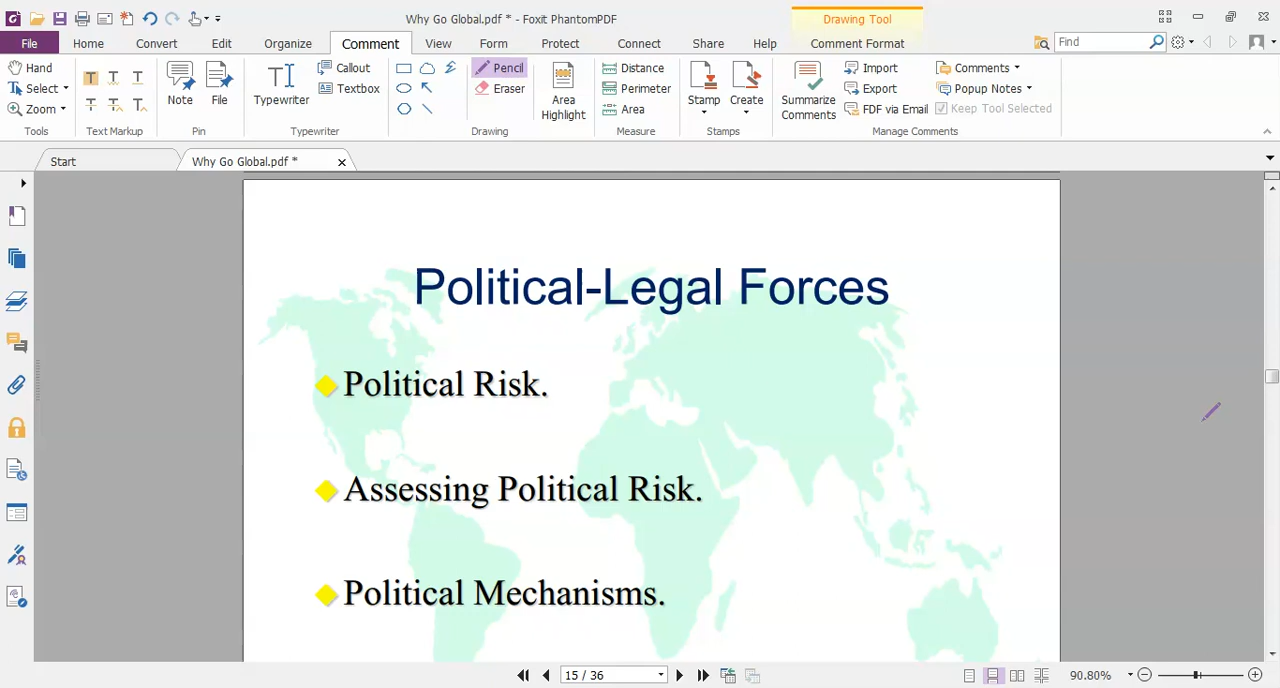 Why Go Global.pdf * - Foxit PhantomPDF
Drawing Tool
File Home Convert Edit Organize Comment View Form Protect Connect Share Help Comment Format Find
Hand
Select
Zoom
Tools
Text Markup
Note
File
Pin
Typewriter
Callout
Textbox
Typewriter
Pencil
Eraser
Area Highlight
Drawing
Distance
Perimeter
Area
Measure
Stamp
Create
Stamps
Summarize Comments
Import
Export
FDF via Email
Comments
Popup Notes
Keep Tool Selected
Manage Comments
Start
Why Go Global.pdf *
Political-Legal Forces
Political Risk.
Assessing Political Risk.
Political Mechanisms.
15 / 36
90.80%